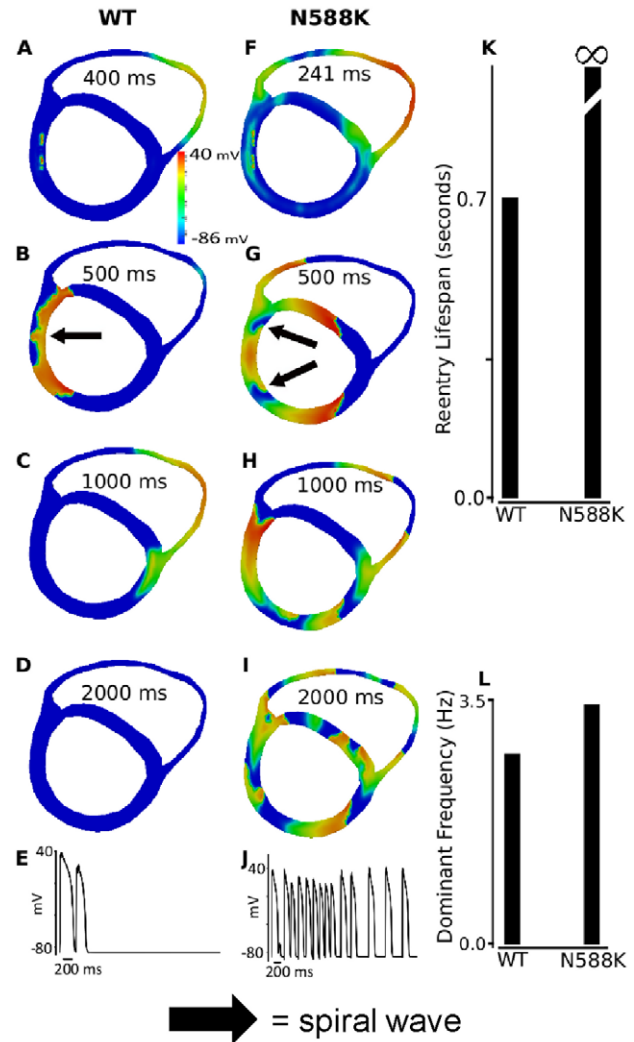 WT
N588K
A
400 ms
40 mV
-86 mV
B
500 ms
C
1000 ms
D
2000 ms
E
40
mV
-80
200 ms
F
241 ms
G
500 ms
H
1000 ms
I
2000 ms
J
40
mV
-80
200 ms
K
∞
Reentry Lifespan (seconds)
0.7
0.0
WT
N588K
L
Dominant Frequency (Hz)
3.5
0.0
WT
N588K
= spiral wave